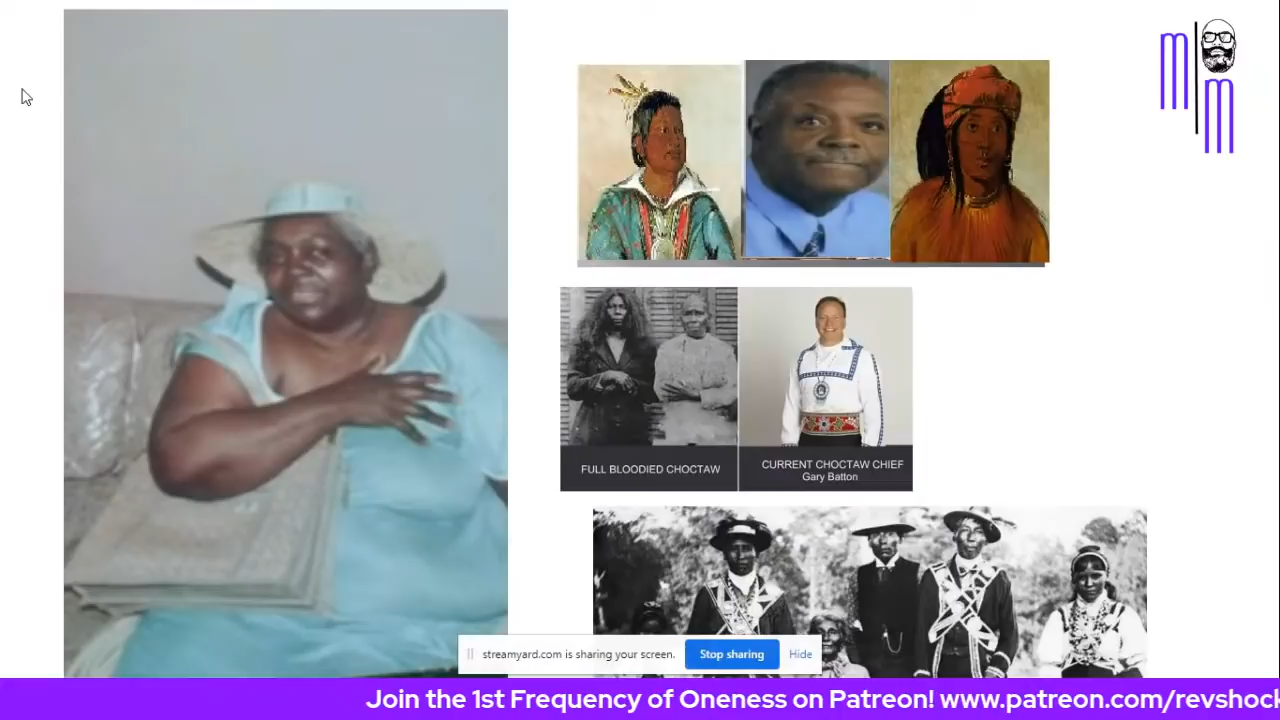 m
m
FULL BLOODIED CHOCTAW
CURRENT CHOCTAW CHIEF
Gary Batton
streamyard.com is sharing your screen.
Stop sharing
Hide
Join the 1st Frequency of Oneness on Patreon! www.patreon.com/revshock